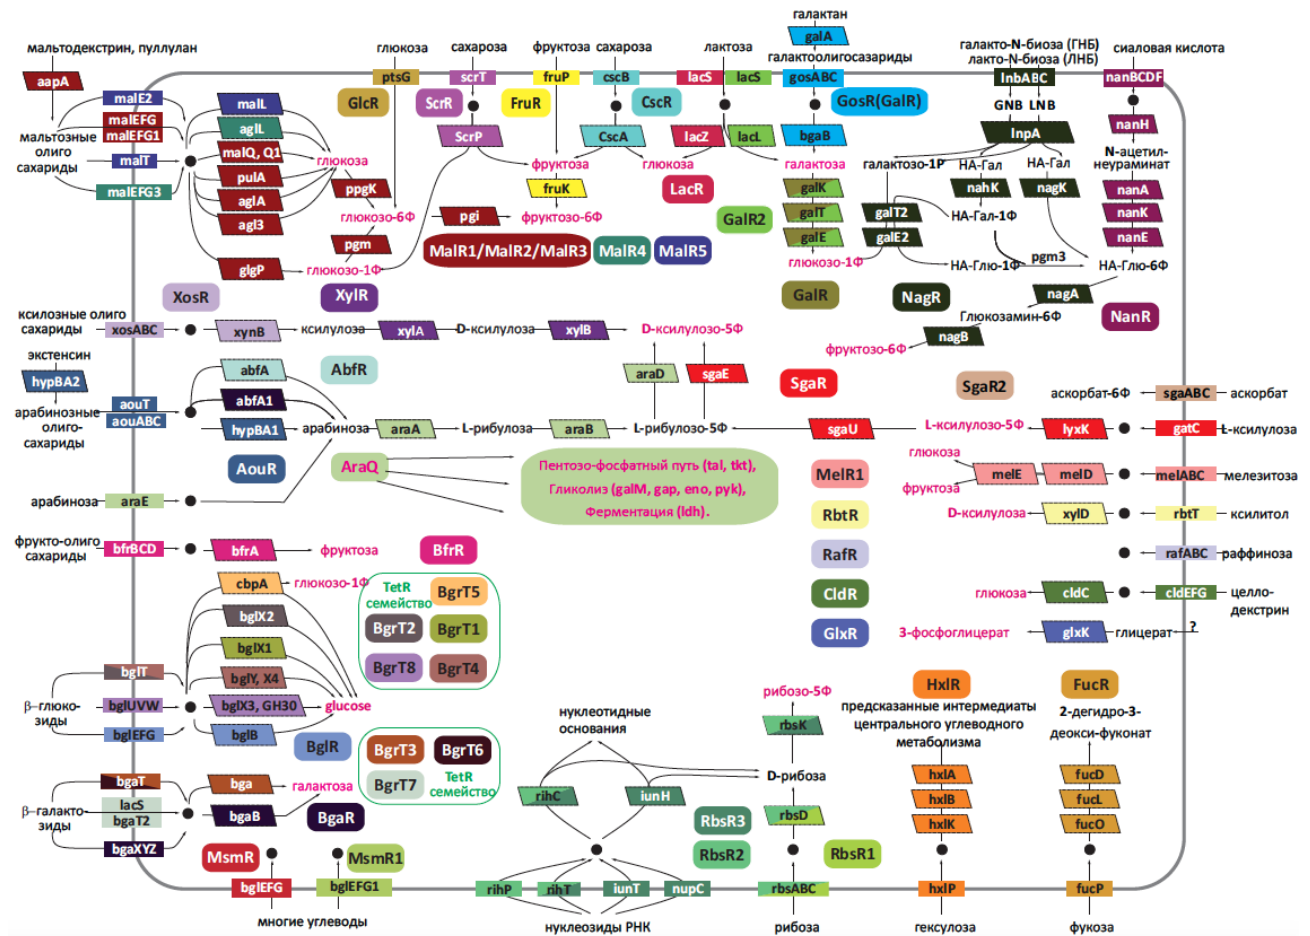 галактан
galA
галактоолигосазариды
мальтодекстрин, пуллулан
глюкоза
сахароза
фруктоза
сахароза
лактоза
галакто-N-биоза (ГНБ)
лакто-N-биоза (ЛНБ)
сиаловая кислота
aapA
ptsG
scrT
fruP
cscB
lacS
lacS
gosABC
lnbABC
nanBCDF
malE2
malEFG
malEFG1
мальтозные
олиго
сахариды
malT
malEFG3
malL
aglL
malQ, Q1
pulA
aglA
agl3
glgP
глюкоза
ppgK
глюкозо-6Ф
pgm
глюкозо-1Ф
GlcR
ScrR
FruR
CscR
GosR(GalR)
GNB LNB
ScrP
CscA
lacZ
lacL
bgaB
lnpA
nanH
фруктоза
глюкоза
галактоза
галактозо-1Р
НА-Гал
НА-Гал
N-ацетил-
неураминат
fruK
LacR
galK
nahK
nagK
nanA
pgi
фруктозо-6Ф
GalR2
galT
galT2
НА-Гал-1Ф
nanK
MalR1/MalR2/MalR3
MalR4
MalR5
galE
galE2
nanE
глюкозо-1Ф
НА-Глю-1Ф
pgm3
НА-Глю-6Ф
XosR
XylR
GalR
NagR
nagA
NanR
ксилозные олиго
сахариды
xosABC
xynB
ксилулоза
xylA
D-ксилулоза
xylB
D-ксилулозо-5Ф
Глюкозамин-6Ф
nagB
фруктозо-6Ф
экстенсин
hypBA2
арабинозные
олиго-
сахариды
aouT
aouABC
abfA
abfA1
hypBA1
AbfR
арабиноза
araA
L-рибулоза
araB
L-рибулозо-5Ф
araD
sgaE
SgaR
SgaR2
аскорбат-6Ф
sgaABC
аскорбат
sgaU
L-ксилулозо-5Ф
lyxK
gatC
L-ксилулоза
AouR
AraQ
Пентозо-фосфатный путь (tal, tkt),
Гликолиз (galM, gap, eno, pyk),
Ферментация (ldh).
глюкоза
фруктоза
MelR1
melE
melD
melABC
мелезитоза
арабиноза
araE
RbtR
D-ксилулоза
xylD
rbtT
ксилитол
фрукто-олиго
сахариды
bfrBCD
bfrA
фруктоза
BfrR
RafR
rafABC
раффиноза
cbpA
глюкозо-1Ф
TetR
семейство
BgrT5
CldR
глюкоза
cldC
cldEFG
целло-
декстрин
bglX2
BgrT2
BgrT1
GlxR
3-фосфоглицерат
glxK
глицерат
?
bglX1
bglT
bglY, X4
BgrT8
BgrT4
β-глюко-
зиды
bglUVW
bglX3, GH30
glucose
bglEFG
bglB
BglR
рибозо-5Ф
rbsK
HxlR
FucR
предсказанные интермедиаты
центрального углеводного
метаболизма
2-дегидро-3-
деокси-фуконат
нуклеотидные
основания
BgrT3
BgrT6
BgrT7
TetR
семейство
β-галакто-
зиды
bgaT
lacS
bgaT2
bgaXYZ
bga
галактоза
bgaB
BgaR
D-рибоза
rihC
iunH
rbsD
hxlA
hxlB
hxlK
fucD
fucL
fucO
RbsR3
RbsR2
RbsR1
MsmR
MsmR1
bglEFG
bglEFG1
rihP
rihT
iunT
nupC
rbsABC
hxlP
fucP
многие углеводы
нуклеозиды РНК
рибоза
гексулоза
фукоза